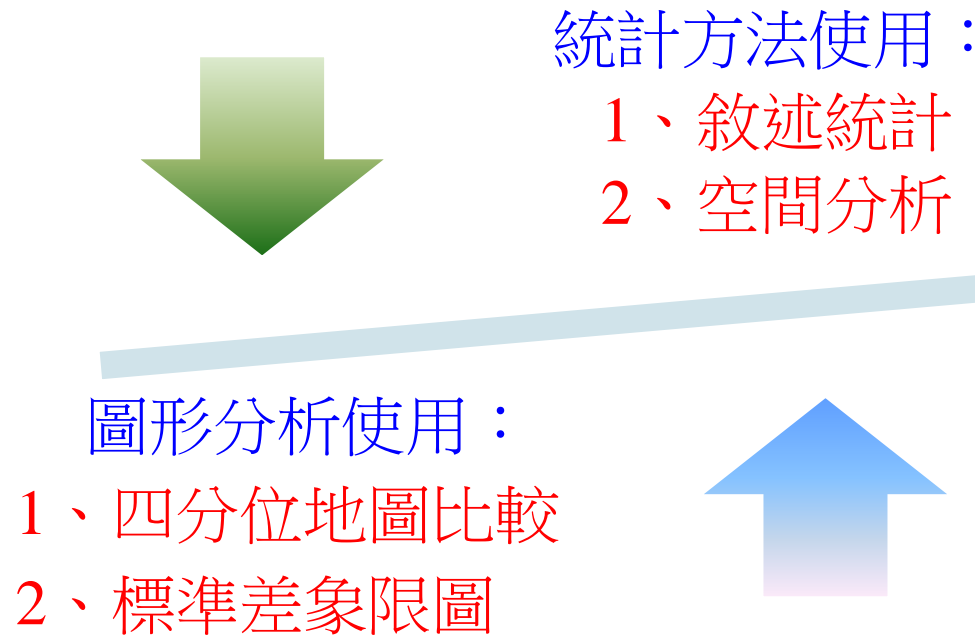 統計方法使用：
1、敘述統計
2、空間分析
圖形分析使用：
1、四分位地圖比較
2、標準差象限圖